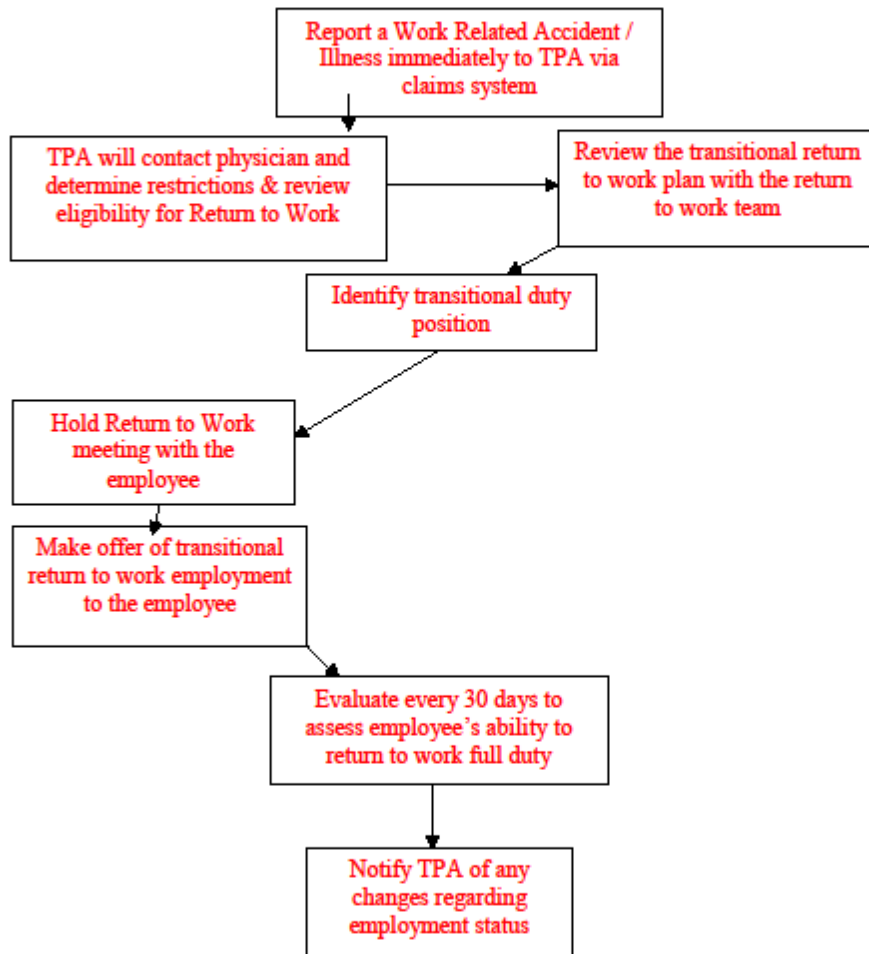 Report a Work Related Accident /
Illness immediately to TPA via
claims system
TPA will contact physician and
determine restrictions & review
eligibility for Return to Work
Review the transitional return
to work plan with the return
to work team
Identify transitional duty
position
Hold Return to Work
meeting with the
employee
Make offer of transitional
return to work employment
to the employee
Evaluate every 30 days to
assess employee’s ability to
return to work full duty
Notify TPA of any
changes regarding
employment status